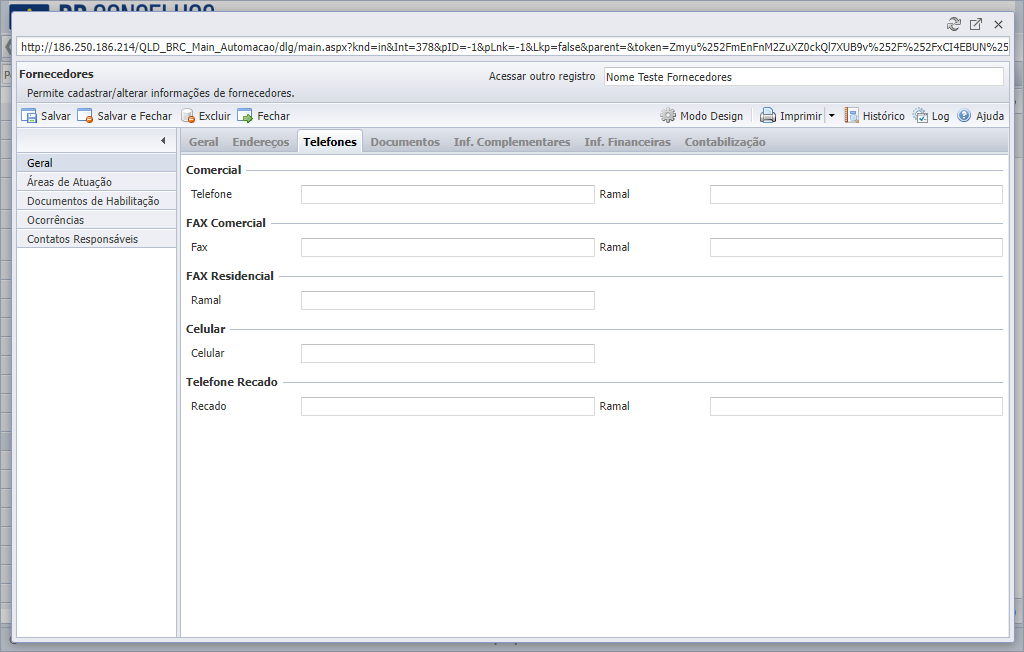 BR CONSELHOS
http://186.250.186.214/QLD_BRC_Main_Automacao/dlg/main.aspx?knd=in&Int=378&pID=-1&pLnk=-1&Lkp=false&parent=&token=Zmyu%252FmEnFnM2ZuXZ0ckQl7XUB9v%252F%252FxCI4EBUN%25
Fornecedores
Acessar outro registro Nome Teste Fornecedores
Permite cadastrar/alterar informações de fornecedores.
Salvar Salvar e Fechar Excluir Fechar Modo Design Imprimir Histórico Log Ajuda
Geral Endereços Telefones Documentos Inf. Complementares Inf. Financeiras Contabilização
Geral
Áreas de Atuação
Documentos de Habilitação
Ocorrências
Contatos Responsáveis
Comercial
Telefone Ramal
FAX Comercial
Fax Ramal
FAX Residencial
Ramal
Celular
Celular
Telefone Recado
Recado Ramal